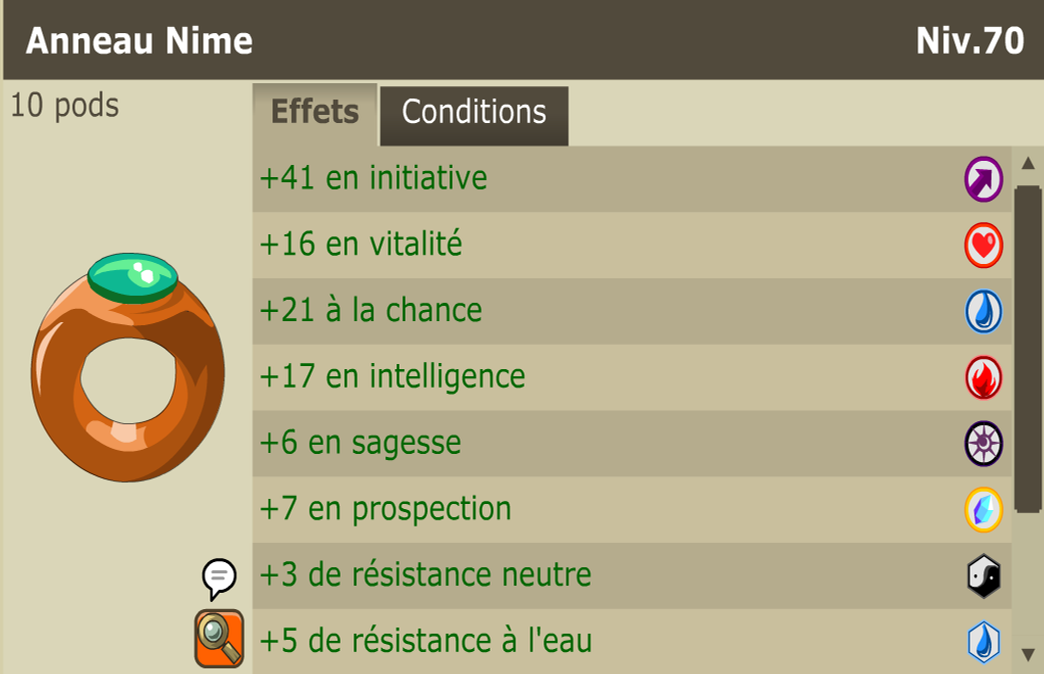 Anneau Nime
Niv.70
10 pods
Effets
Conditions
+41 en initiative
+16 en vitalité
+21 à la chance
+17 en intelligence
+6 en sagesse
+7 en prospection
+3 de résistance neutre
+5 de résistance à l'eau